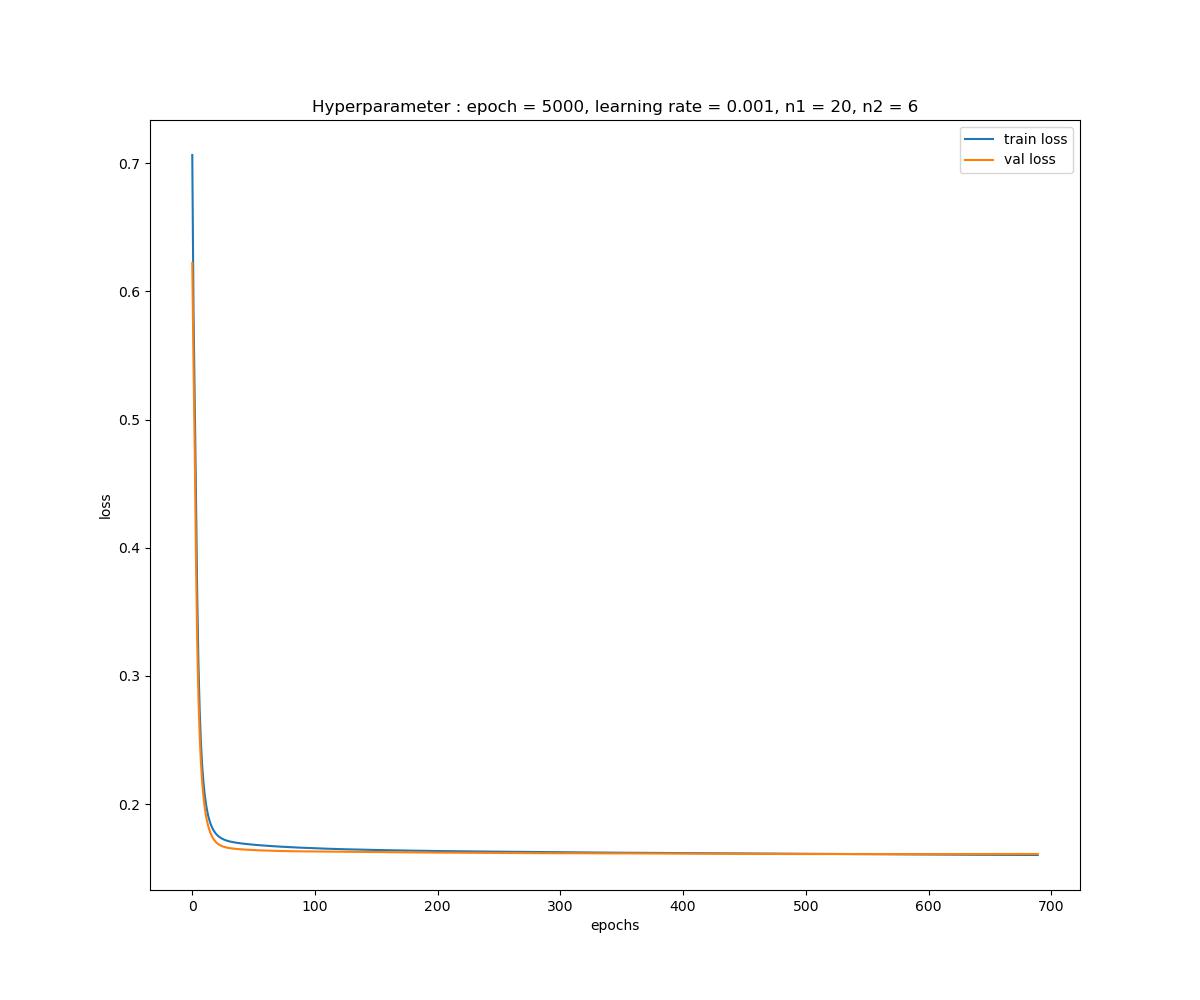 Hyperparameter : epoch = 5000, learning rate = 0.001, n1 = 20, n2 = 6
train loss
val loss
0.7
0.6
0.5
0.4
0.3
0.2
loss
0 100 200 300 400 500 600 700
epochs